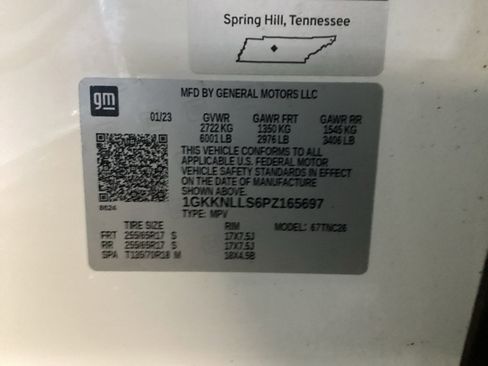 Spring Hill, Tennessee
gm
MFD BY GENERAL MOTORS LLC
01/23 GVWR GAWR FRT GAWR RR
2722 KG 1350 KG 1545 KG
6001 LB 2976 LB 3406 LB
THIS VEHICLE CONFORMS TO ALL
APPLICABLE U.S. FEDERAL MOTOR
VEHICLE SAFETY STANDARDS IN EFFECT
ON THE DATE OF MANUFACTURE
SHOWN ABOVE.
8624
1GKKNLLS6PZ165697
TYPE: MPV
TIRE SIZE RIM MODEL: 67TNC26
FRT 255/65R17 S 17X7.5J
RR 255/65R17 S 17X7.5J
SPA T135/70R18 M 18X4.5B